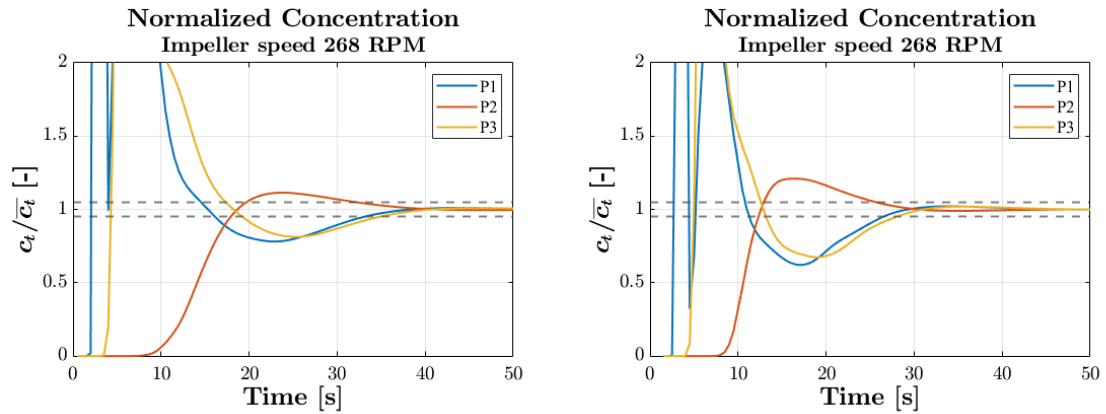 Normalized Concentration
Impeller speed 268 RPM
2
1.5
1
0.5
0
c_t/\overline{c_t} [-]
P1
P2
P3
0 10 20 30 40 50
Time [s]
Normalized Concentration
Impeller speed 268 RPM
2
1.5
1
0.5
0
c_t/\overline{c_t} [-]
P1
P2
P3
0 10 20 30 40 50
Time [s]